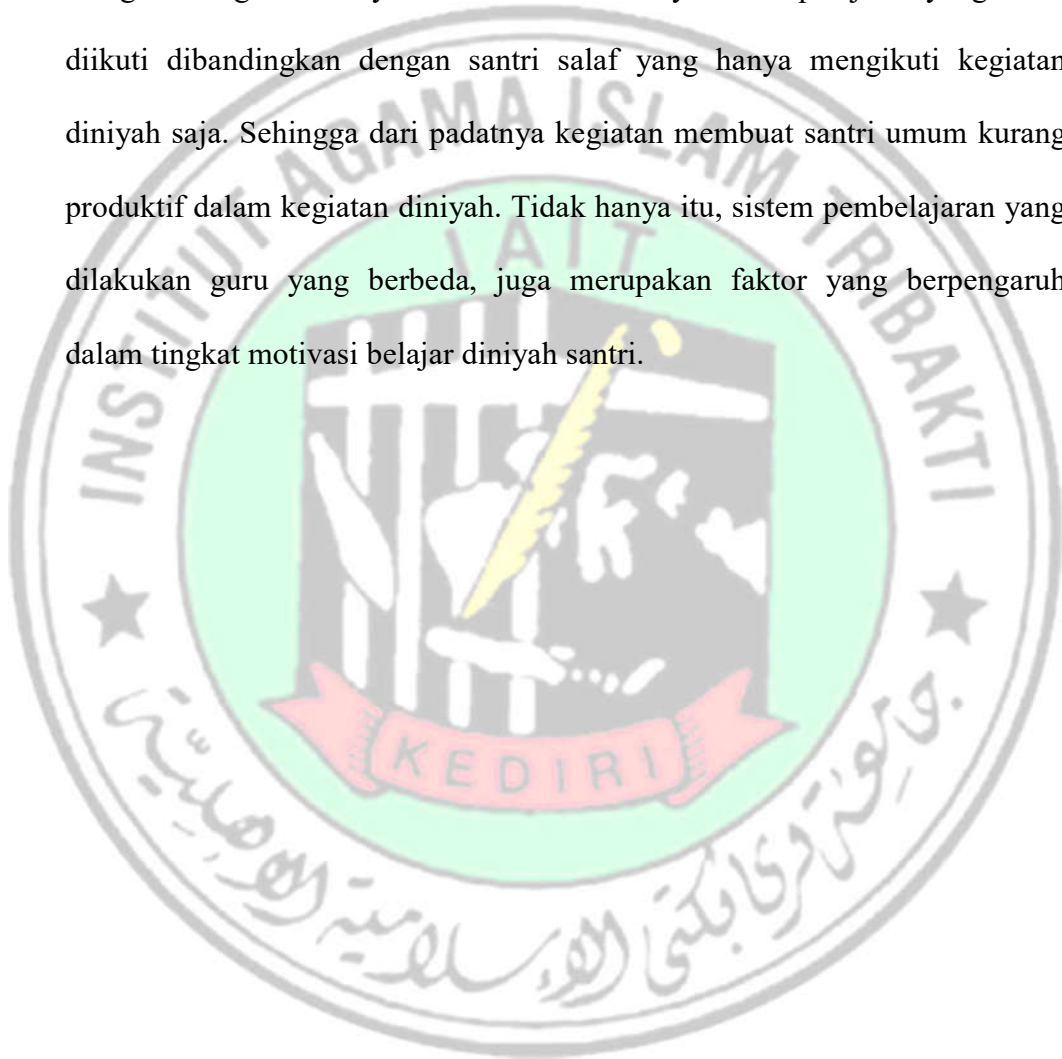 diikuti dibandingkan dengan santri salaf yang hanya mengikuti kegiatan
diniyah saja. Sehingga dari padatnya kegiatan membuat santri umum kurang
produktif dalam kegiatan diniyah. Tidak hanya itu, sistem pembelajaran yang
dilakukan guru yang berbeda, juga merupakan faktor yang berpengaruh
dalam tingkat motivasi belajar diniyah santri.
INSTITUT AGAMA ISLAM TRIBAKTI
IAIT
KEDIRI